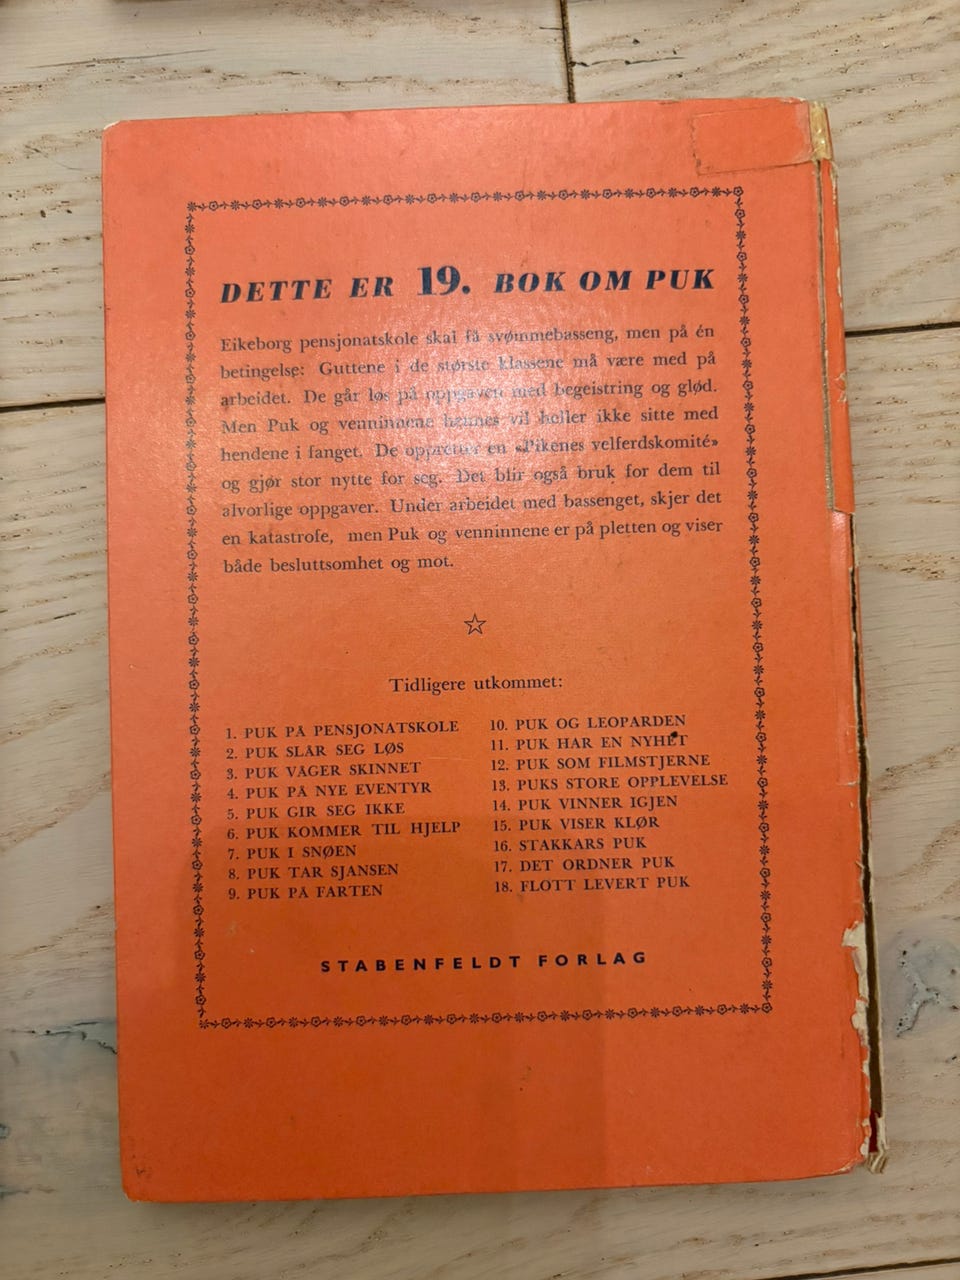 DETTE ER 19. BOK OM PUK
Eikeborg pensjonatskole skal få svømmebasseng, men på én
betingelse: Guttene i de største klassene må være med på
arbeidet. De går løs på oppgaven med begeistring og glød.
Men Puk og venninnene hennes vil heller ikke sitte med
hendene i fanget. De oppretter en «Pikenes velferdskomité»
og gjør stor nytte for seg. Det blir også bruk for dem til
alvorlige oppgaver. Under arbeidet med bassenget, skjer det
en katastrofe, men Puk og venninnene er på pletten og viser
både besluttsomhet og mot.
Tidligere utkommet:
1. PUK PÅ PENSJONATSKOLE
2. PUK SLÅR SEG LØS
3. PUK VÅGER SKINNET
4. PUK PÅ NYE EVENTYR
5. PUK GIR SEG IKKE
6. PUK KOMMER TIL HJELP
7. PUK I SNØEN
8. PUK TAR SJANSEN
9. PUK PÅ FARTEN
10. PUK OG LEOPARDEN
11. PUK HAR EN NYHET
12. PUK SOM FILMSTJERNE
13. PUKS STORE OPPLEVELSE
14. PUK VINNER IGJEN
15. PUK VISER KLØR
16. STAKKARS PUK
17. DET ORDNER PUK
18. FLOTT LEVERT PUK
STABENFELDT FORLAG